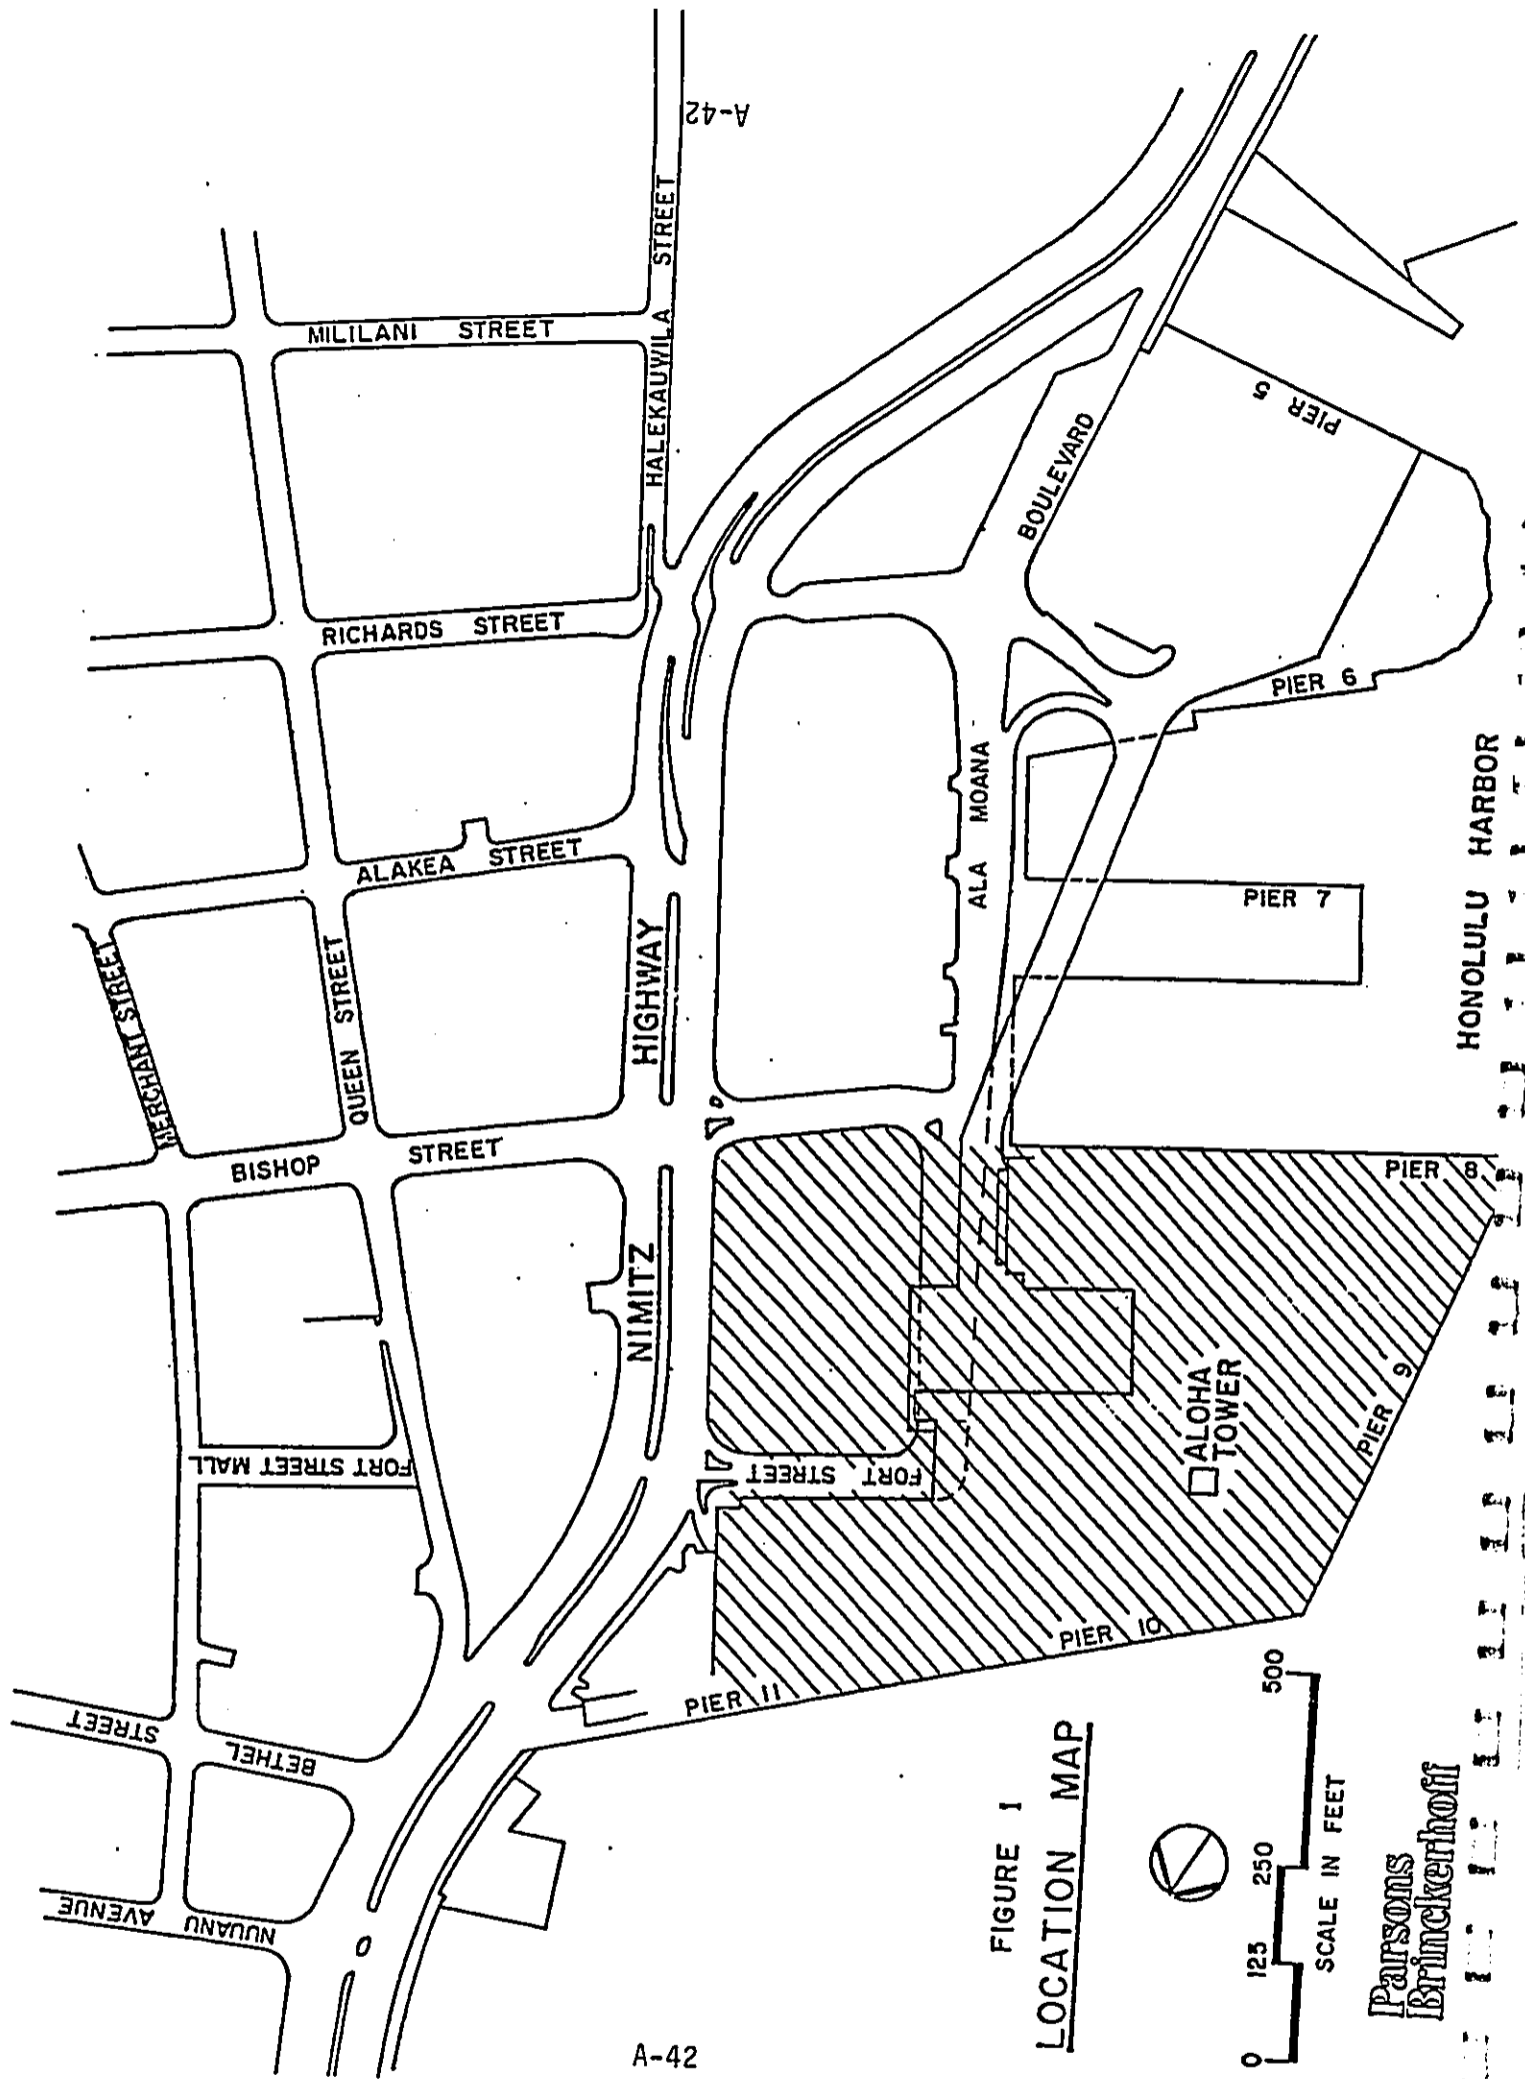 A-42
MILILANI STREET
HALEKAUWILA STREET
RICHARDS STREET
ALAKEA STREET
MERCHANT STREET
QUEEN STREET
BISHOP STREET
NIMITZ HIGHWAY
ALA MOANA BOULEVARD
PIER 5
PIER 6
PIER 7
HONOLULU HARBOR
PIER 8
PIER 9
ALOHA
TOWER
PIER 10
PIER 11
FORT STREET
FORT STREET MALL
BETHEL STREET
NUUANU AVENUE
FIGURE 1
LOCATION MAP
0 125 250 500
SCALE IN FEET
Parsons
Brinckerhoff
A-42